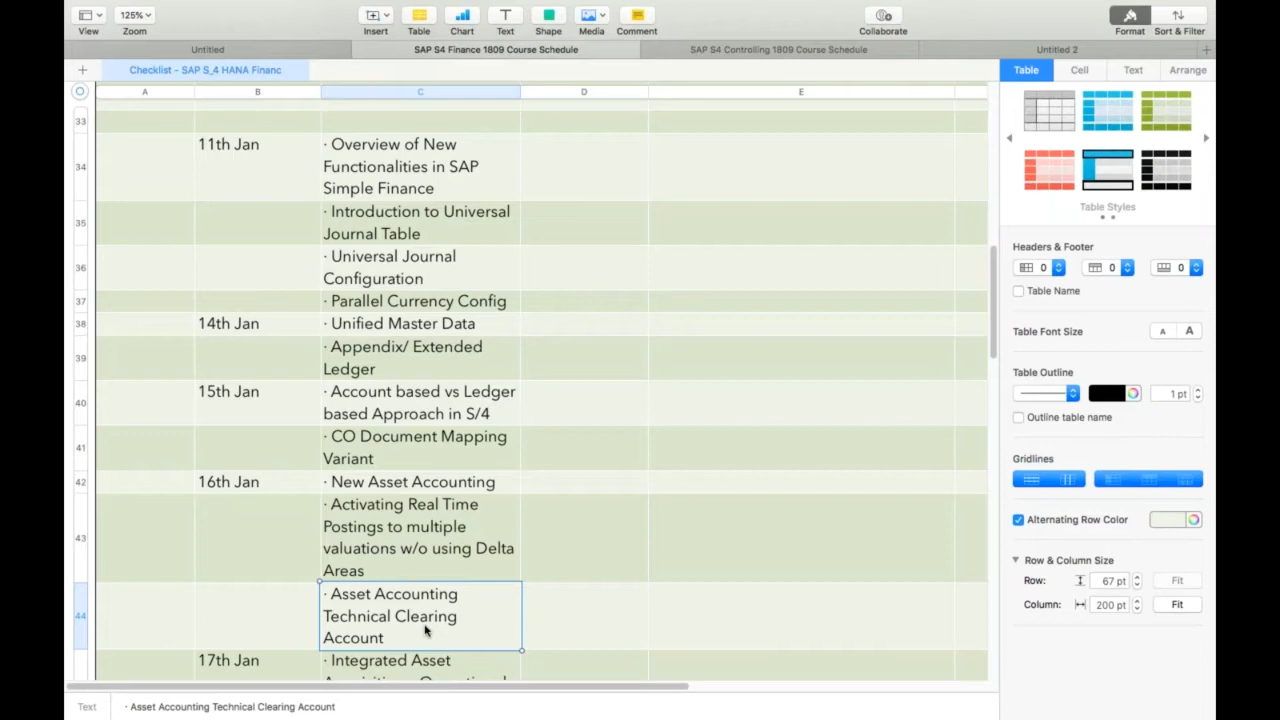 125%
View
Zoom
Insert
Table
Chart
Text
Shape
Media
Comment
Collaborate
Format
Sort & Filter
Untitled
SAP S4 Finance 1809 Course Schedule
SAP S4 Controlling 1809 Course Schedule
Untitled 2
Checklist - SAP S_4 HANA Financ
Table
Cell
Text
Arrange
A
B
C
D
E
33
34
11th Jan
· Overview of New
Functionalities in SAP
Simple Finance
35
· Introduction to Universal
Journal Table
36
· Universal Journal
Configuration
37
· Parallel Currency Config
38
14th Jan
· Unified Master Data
39
· Appendix/ Extended
Ledger
40
15th Jan
· Account based vs Ledger
based Approach in S/4
41
· CO Document Mapping
Variant
42
16th Jan
· New Asset Accounting
43
· Activating Real Time
Postings to multiple
valuations w/o using Delta
Areas
44
· Asset Accounting
Technical Clearing
Account
17th Jan
· Integrated Asset
Table Styles
Headers & Footer
0
0
0
Table Name
Table Font Size
A
A
Table Outline
1 pt
Outline table name
Gridlines
Alternating Row Color
Row & Column Size
Row:
67 pt
Fit
Column:
200 pt
Fit
Text
· Asset Accounting Technical Clearing Account